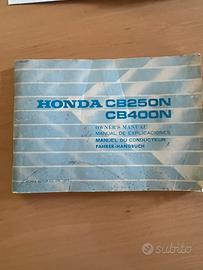 HONDA CB250N
CB400N
OWNER'S MANUAL
MANUAL DE EXPLICACIONES
MANUEL DU CONDUCTEUR
FAHRER-HANDBUCH
subito